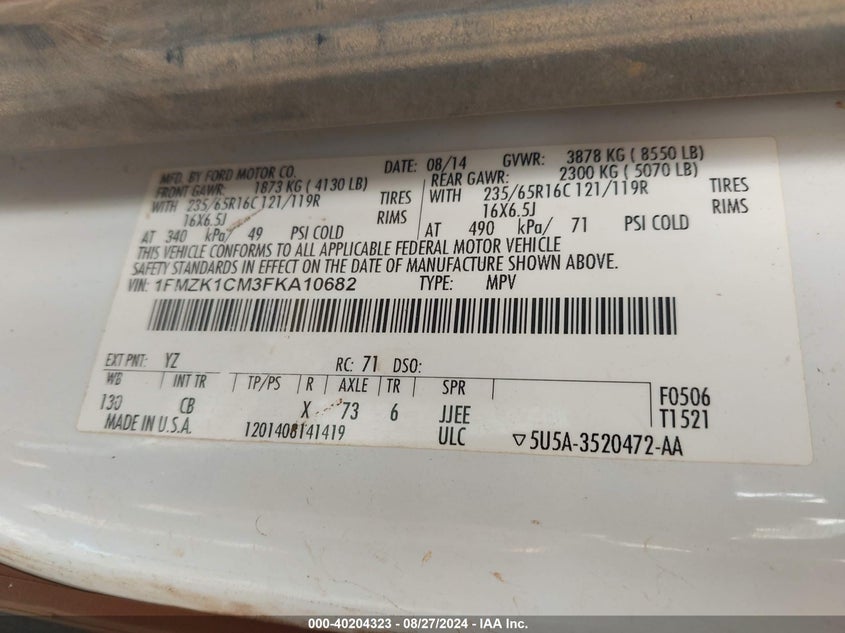 MFD. BY FORD MOTOR CO. DATE: 08/14 GVWR: 3878 KG ( 8550 LB)
FRONT GAWR: 1873 KG ( 4130 LB) REAR GAWR: 2300 KG ( 5070 LB)
WITH 235/65R16C 121/119R TIRES WITH 235/65R16C 121/119R TIRES
16X6.5J RIMS 16X6.5J RIMS
AT 340 kPa/ 49 PSI COLD AT 490 kPa/ 71 PSI COLD
THIS VEHICLE CONFORMS TO ALL APPLICABLE FEDERAL MOTOR VEHICLE
SAFETY STANDARDS IN EFFECT ON THE DATE OF MANUFACTURE SHOWN ABOVE.
VIN: 1FMZK1CM3FKA10682 TYPE: MPV
EXT PNT: YZ RC: 71 DSO:
WB INT TR TP/PS R AXLE TR SPR F0506
130 CB X 73 6 JJEE T1521
MADE IN U.S.A. 1201408141419 ULC ▽5U5A-3520472-AA
000-40204323 - 08/27/2024 - IAA Inc.